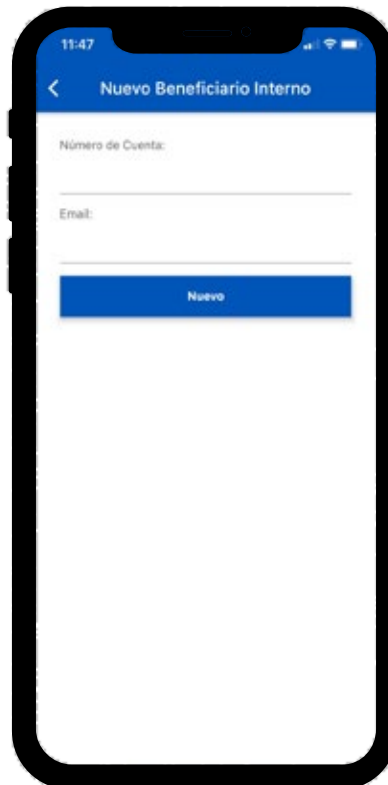 11:47
Nuevo Beneficiario Interno
Número de Cuenta:
Email:
Nuevo